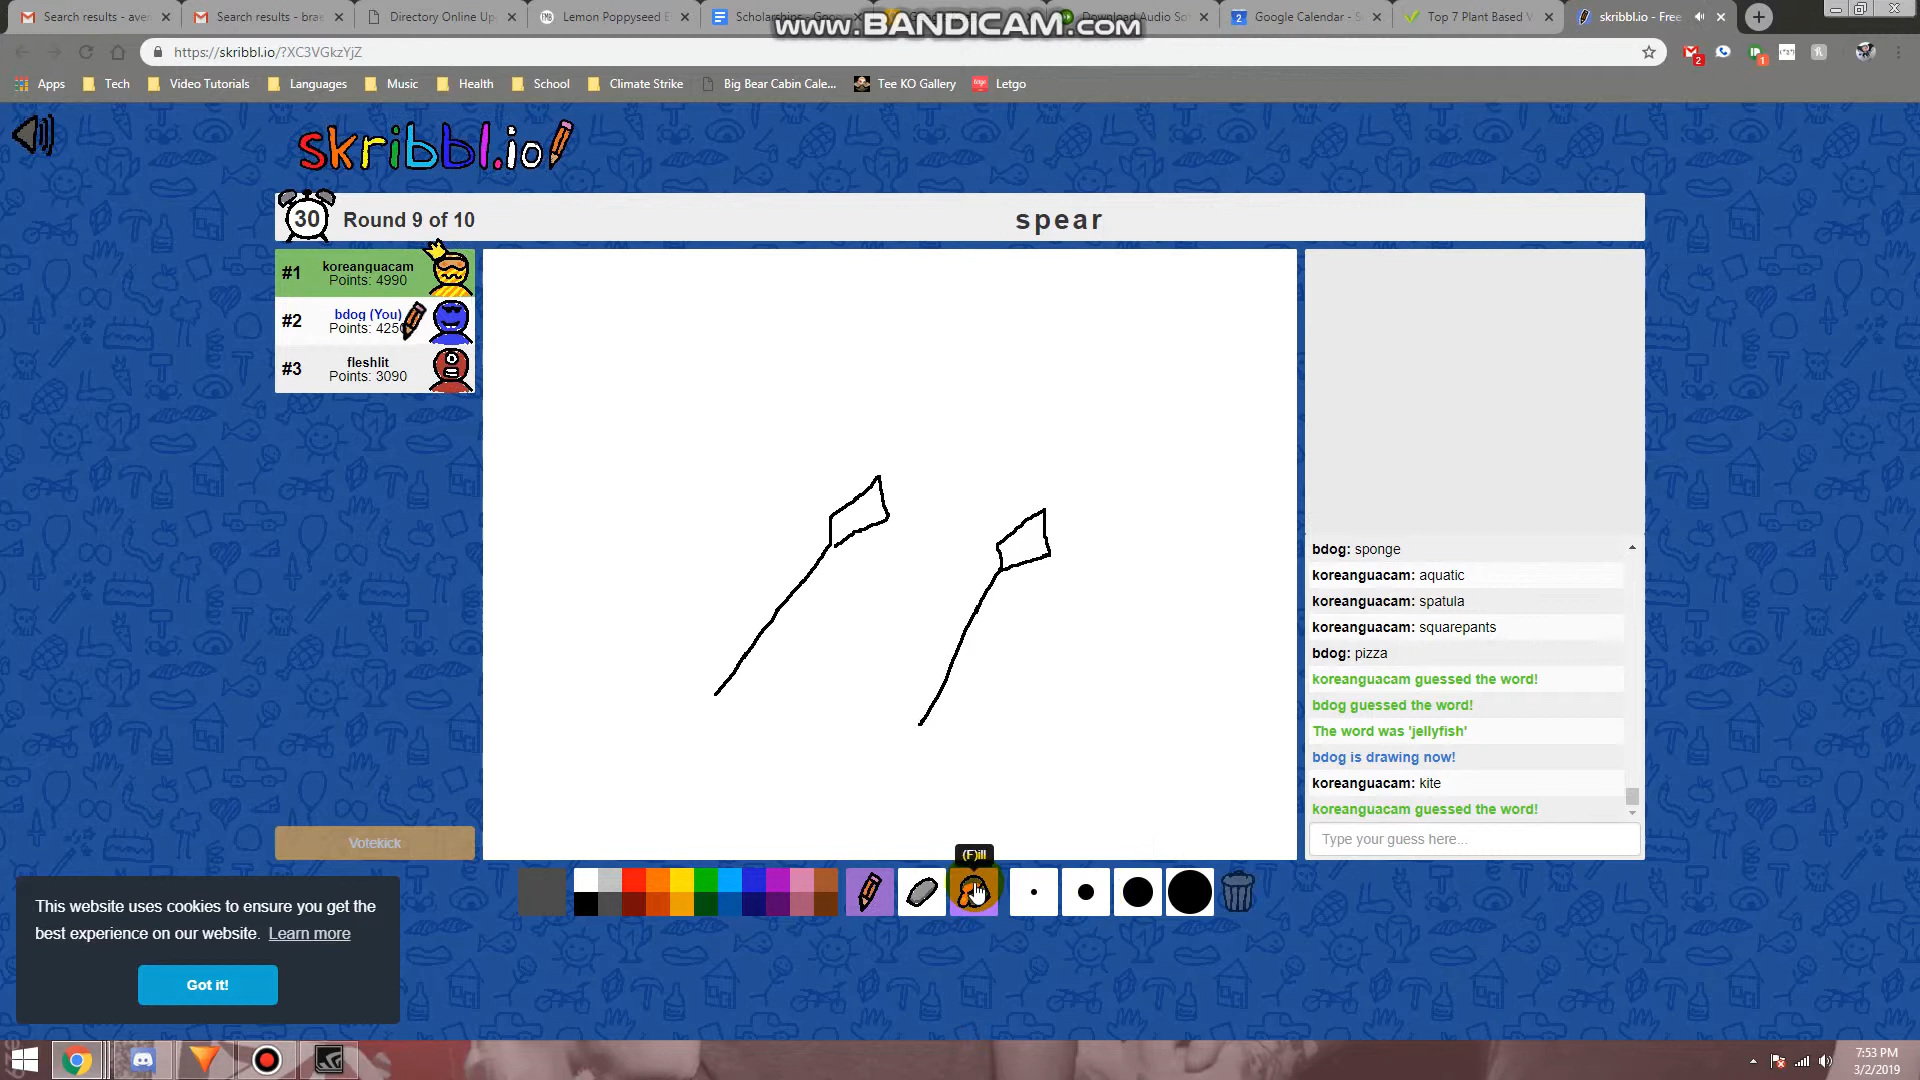 Search results - aver
Search results - brae
Directory Online Up
Lemon Poppyseed E
Scholarships - Goog
Download Audio So
Google Calendar - S
Top 7 Plant Based V
skribbl.io - Free
www.BANDICAM.com
https://skribbl.io/?XC3VGkzYjZ
Apps
Tech
Video Tutorials
Languages
Music
Health
School
Climate Strike
Big Bear Cabin Cale...
Tee KO Gallery
Letgo
skribbl.io
30
Round 9 of 10
spear
#1
koreanguacam
Points: 4990
#2
bdog (You)
Points: 4250
#3
fleshlit
Points: 3090
bdog: sponge
koreanguacam: aquatic
koreanguacam: spatula
koreanguacam: squarepants
bdog: pizza
koreanguacam guessed the word!
bdog guessed the word!
The word was 'jellyfish'
bdog is drawing now!
koreanguacam: kite
koreanguacam guessed the word!
Type your guess here...
Votekick
(F)ill
This website uses cookies to ensure you get the
best experience on our website. Learn more
Got it!
7:53 PM
3/2/2019